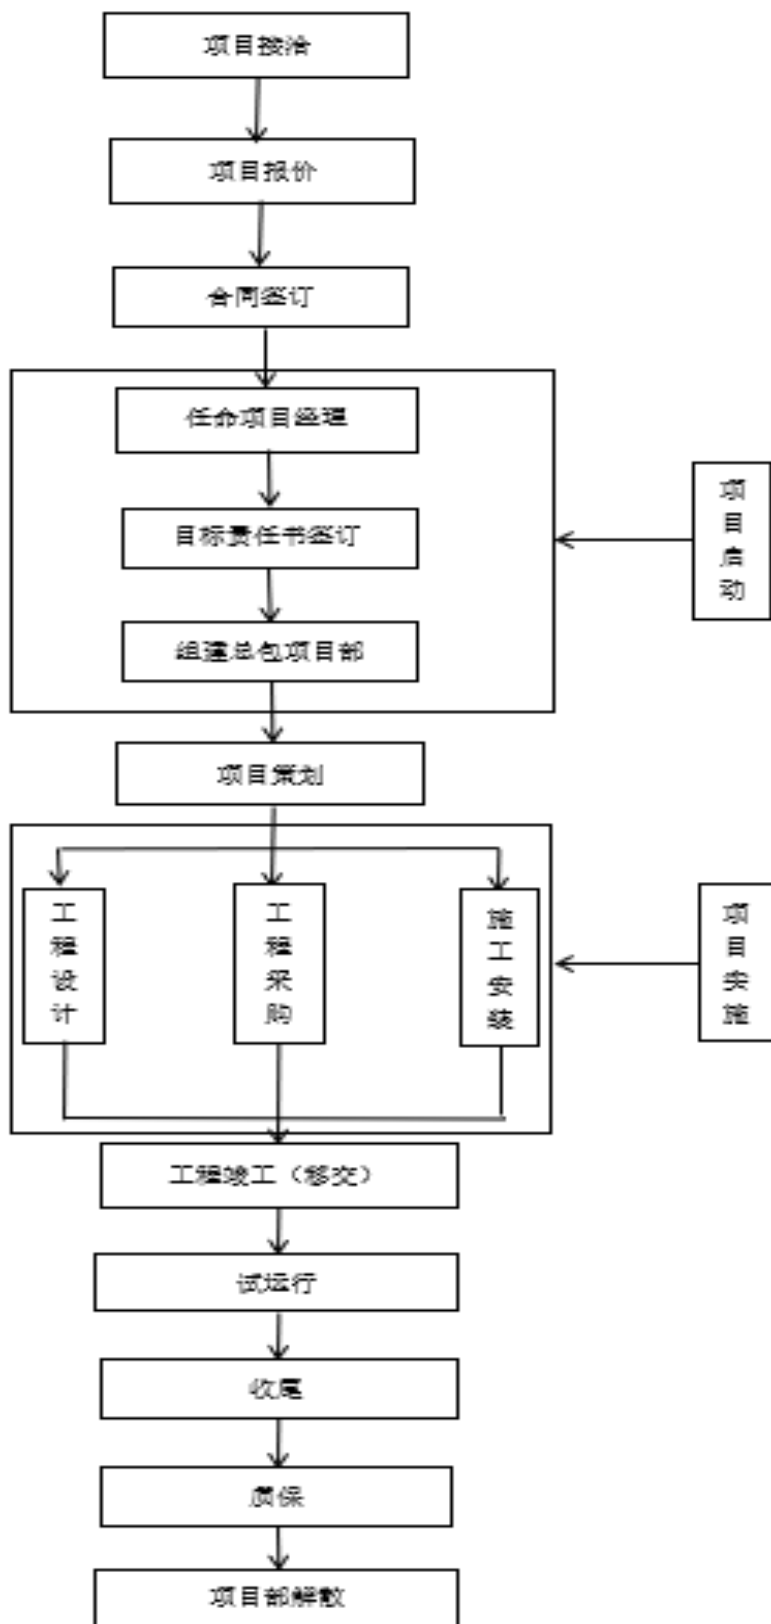 项目接洽
项目报价
合同签订
任命项目经理
目标责任书签订
组建总包项目部
项目启动
项目策划
工程设计
工程采购
施工安装
项目实施
工程竣工（移交）
试运行
收尾
质保
项目部解散